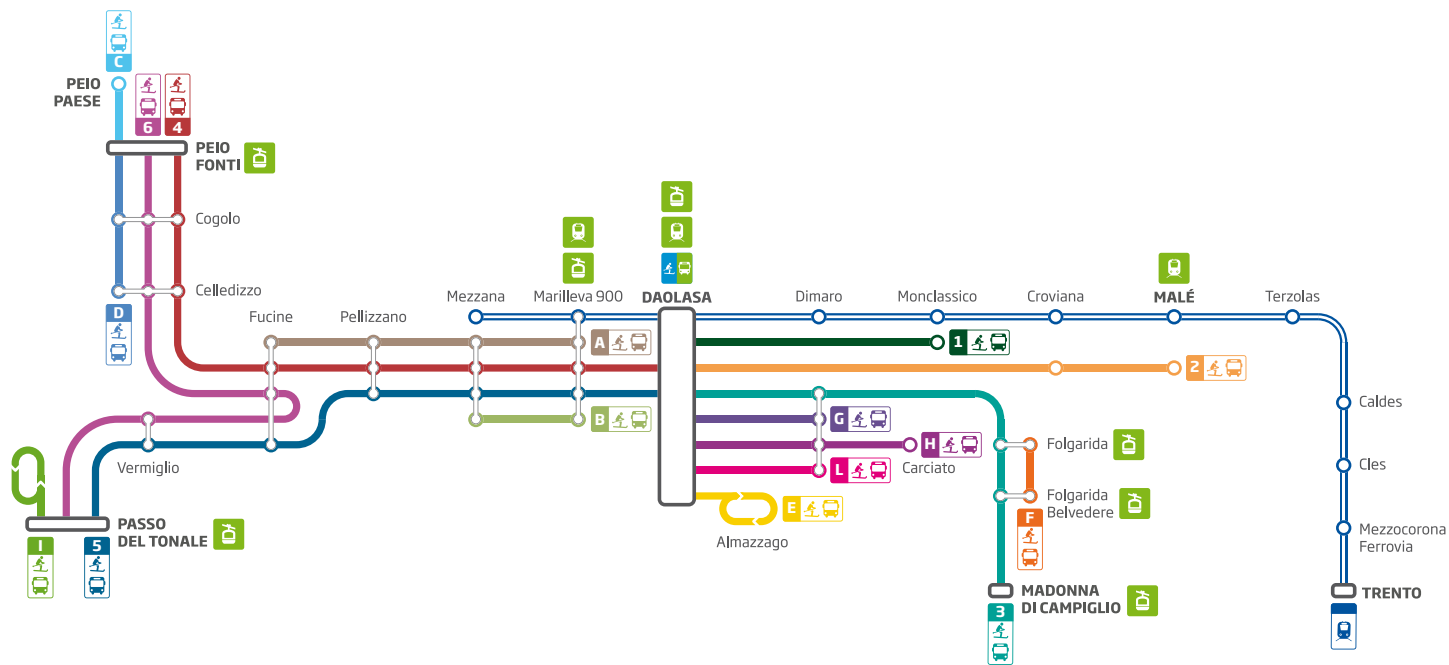 C
PEIO
PAESE
6
4
PEIO
FONTI
Cogolo
Celledizzo
D
Fucine
Pellizzano
Mezzana
Marilleva 900
DAOLASA
Dimaro
Monclassico
Croviana
MALÉ
Terzolas
A
1
2
B
G
H
Carciato
L
E
Almazzago
Vermiglio
PASSO
DEL TONALE
I
5
Folgarida
Folgarida
Belvedere
F
MADONNA
DI CAMPIGLIO
3
Caldes
Cles
Mezzocorona
Ferrovia
TRENTO